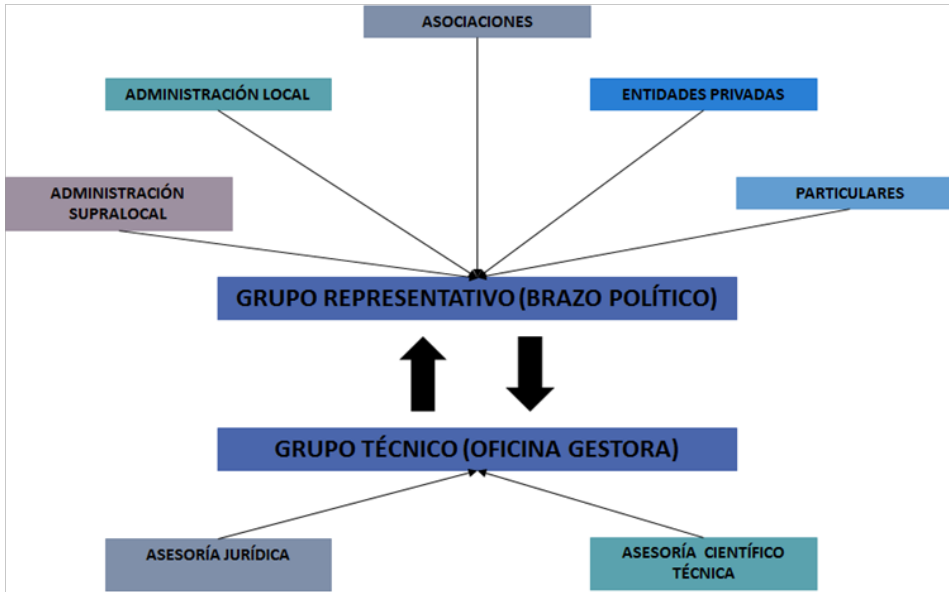 ASOCIACIONES
ADMINISTRACIÓN LOCAL
ENTIDADES PRIVADAS
ADMINISTRACIÓN
SUPRALOCAL
PARTICULARES
GRUPO REPRESENTATIVO (BRAZO POLÍTICO)
GRUPO TÉCNICO (OFICINA GESTORA)
ASESORÍA JURÍDICA
ASESORÍA CIENTÍFICO
TÉCNICA